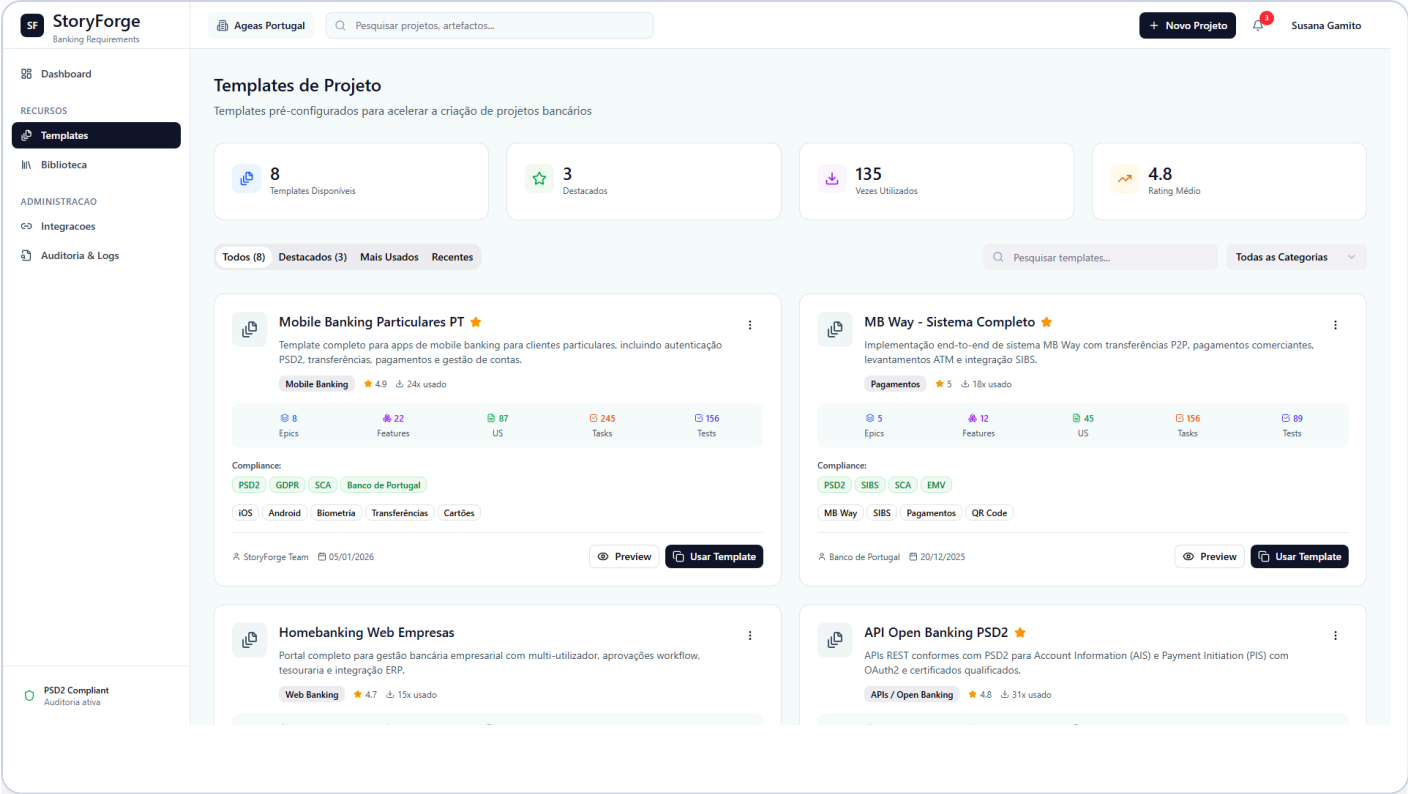 SF
StoryForge
Banking Requirements
Ageas Portugal
Pesquisar projetos, artefactos...
Novo Projeto
3
Susana Gamito
Dashboard
RECURSOS
Templates
Biblioteca
ADMINISTRACAO
Integracoes
Auditoria & Logs
PSD2 Compliant
Auditoria ativa
Templates de Projeto
Templates pré-configurados para acelerar a criação de projetos bancários
8
Templates Disponíveis
3
Destacados
135
Vezes Utilizados
4.8
Rating Médio
Todos (8) Destacados (3) Mais Usados Recentes
Pesquisar templates...
Todas as Categorias
Mobile Banking Particulares PT
Template completo para apps de mobile banking para clientes particulares, incluindo autenticação
PSD2, transferências, pagamentos e gestão de contas.
Mobile Banking 4.9 24x usado
8 22 87 245 156
Epics Features US Tasks Tests
Compliance:
PSD2 GDPR SCA Banco de Portugal
iOS Android Biometria Transferências Cartões
StoryForge Team 05/01/2026 Preview Usar Template
MB Way - Sistema Completo
Implementação end-to-end de sistema MB Way com transferências P2P, pagamentos comerciantes,
levantamentos ATM e integração SIBS.
Pagamentos 5 18x usado
5 12 45 156 89
Epics Features US Tasks Tests
Compliance:
PSD2 SIBS SCA EMV
MB Way SIBS Pagamentos QR Code
Banco de Portugal 20/12/2025 Preview Usar Template
Homebanking Web Empresas
Portal completo para gestão bancária empresarial com multi-utilizador, aprovações workflow,
tesouraria e integração ERP.
Web Banking 4.7 15x usado
API Open Banking PSD2
APIs REST conformes com PSD2 para Account Information (AIS) e Payment Initiation (PIS) com
OAuth2 e certificados qualificados.
APIs / Open Banking 4.8 31x usado